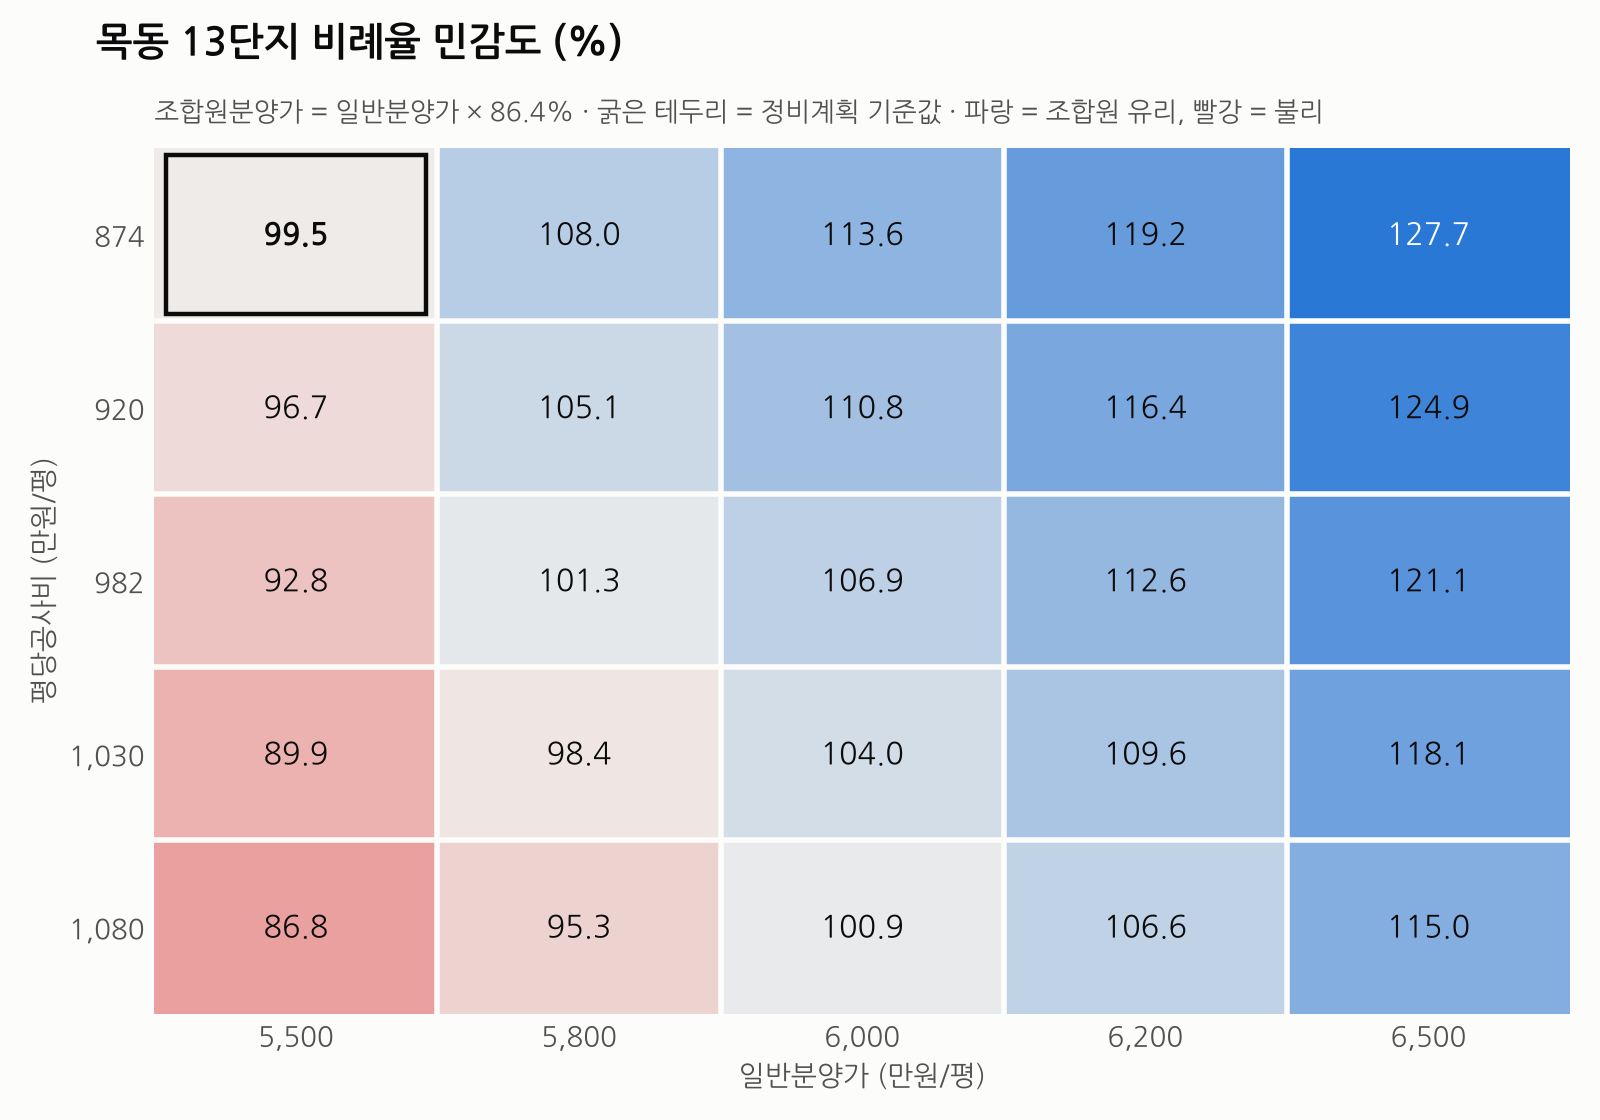 목동 13단지 비례율 민감도 (%)
조합원분양가 = 일반분양가 × 86.4% · 굵은 테두리 = 정비계획 기준값 · 파랑 = 조합원 유리, 빨강 = 불리
평당공사비 (만원/평)
874 99.5 108.0 113.6 119.2 127.7
920 96.7 105.1 110.8 116.4 124.9
982 92.8 101.3 106.9 112.6 121.1
1,030 89.9 98.4 104.0 109.6 118.1
1,080 86.8 95.3 100.9 106.6 115.0
5,500 5,800 6,000 6,200 6,500
일반분양가 (만원/평)